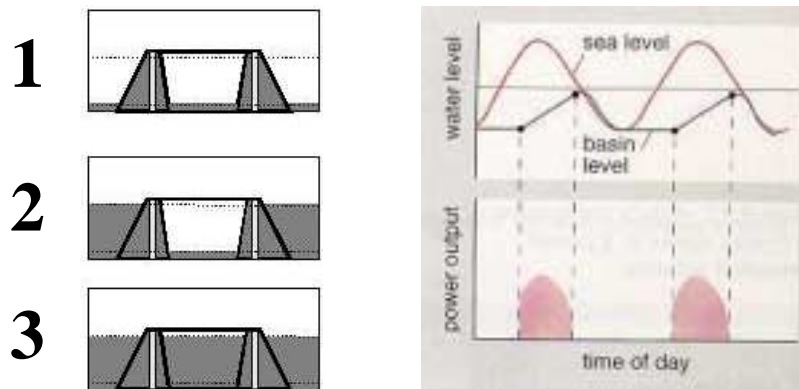 1
2
3
water level
sea level
basin
level
power output
time of day